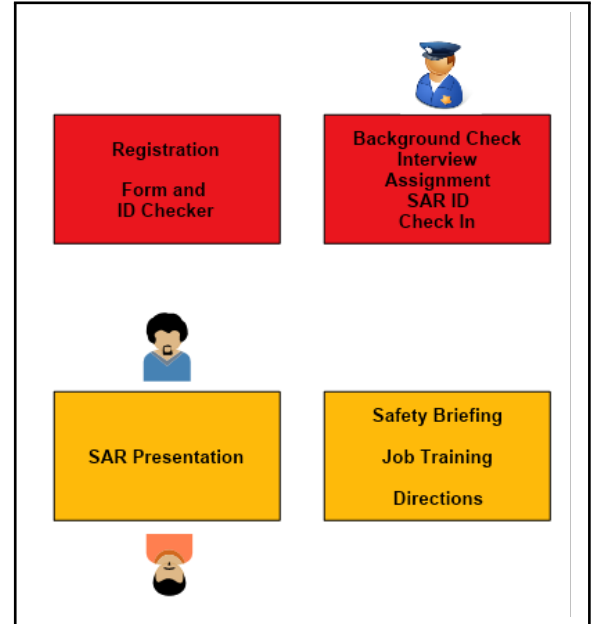 Registration
Form and
ID Checker
Background Check
Interview
Assignment
SAR ID
Check In
SAR Presentation
Safety Briefing
Job Training
Directions